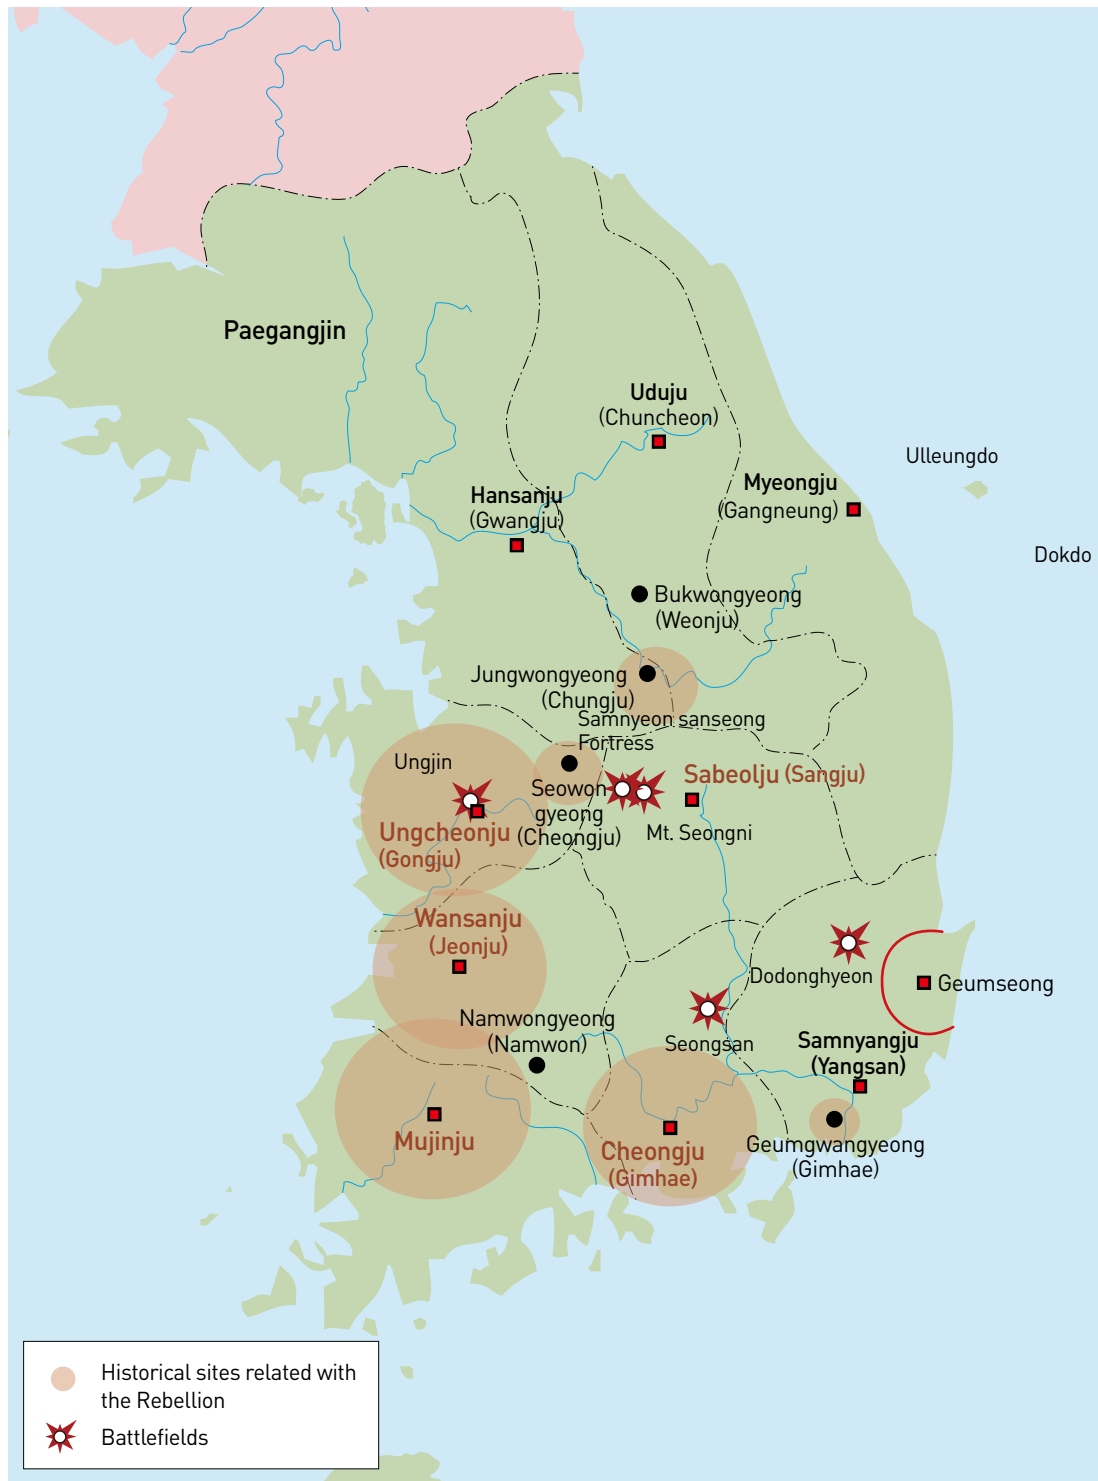 Paegangjin
Uduju
(Chuncheon)
Ulleungdo
Myeongju
(Gangneung)
Hansanju
(Gwangju)
Dokdo
Bukwongyeong
(Weonju)
Jungwongyeong
(Chungju)
Samnyeon sanseong
Fortress
Ungjin
Sabeolju (Sangju)
Seowon
gyeong
(Cheongju)
Mt. Seongni
Ungcheonju
(Gongju)
Wansanju
(Jeonju)
Dodonghyeon
Geumseong
Namwongyeong
(Namwon)
Seongsan
Samnyangju
(Yangsan)
Mujinju
Cheongju
(Gimhae)
Geumgwangyeong
(Gimhae)
Historical sites related with
the Rebellion
Battlefields